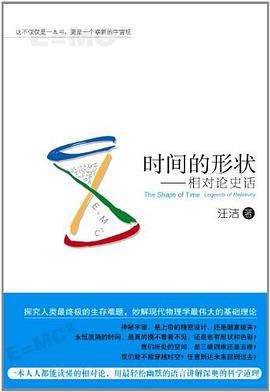 这不仅仅是一本书，更是一个崭新的宇宙观
E=MC²
时间的形状
——相对论史话
The Shape of Time Legends of Relativity
汪洁 著
E=MC²
探究人类最终极的生存难题，妙解现代物理学最伟大的基础理论
神秘宇宙，是上帝的精密设计，还是随意获来？
永恒流淌的时间，是真的摸不着看不见，还是也有形状和色彩？
我们所处的空间，是三维四维还是五维？
我们能不能穿越时空？任意到达未来回到过去？
E=MC²
一本人人都能读懂的相对论，用最轻松幽默的语言讲解深奥的科学道理